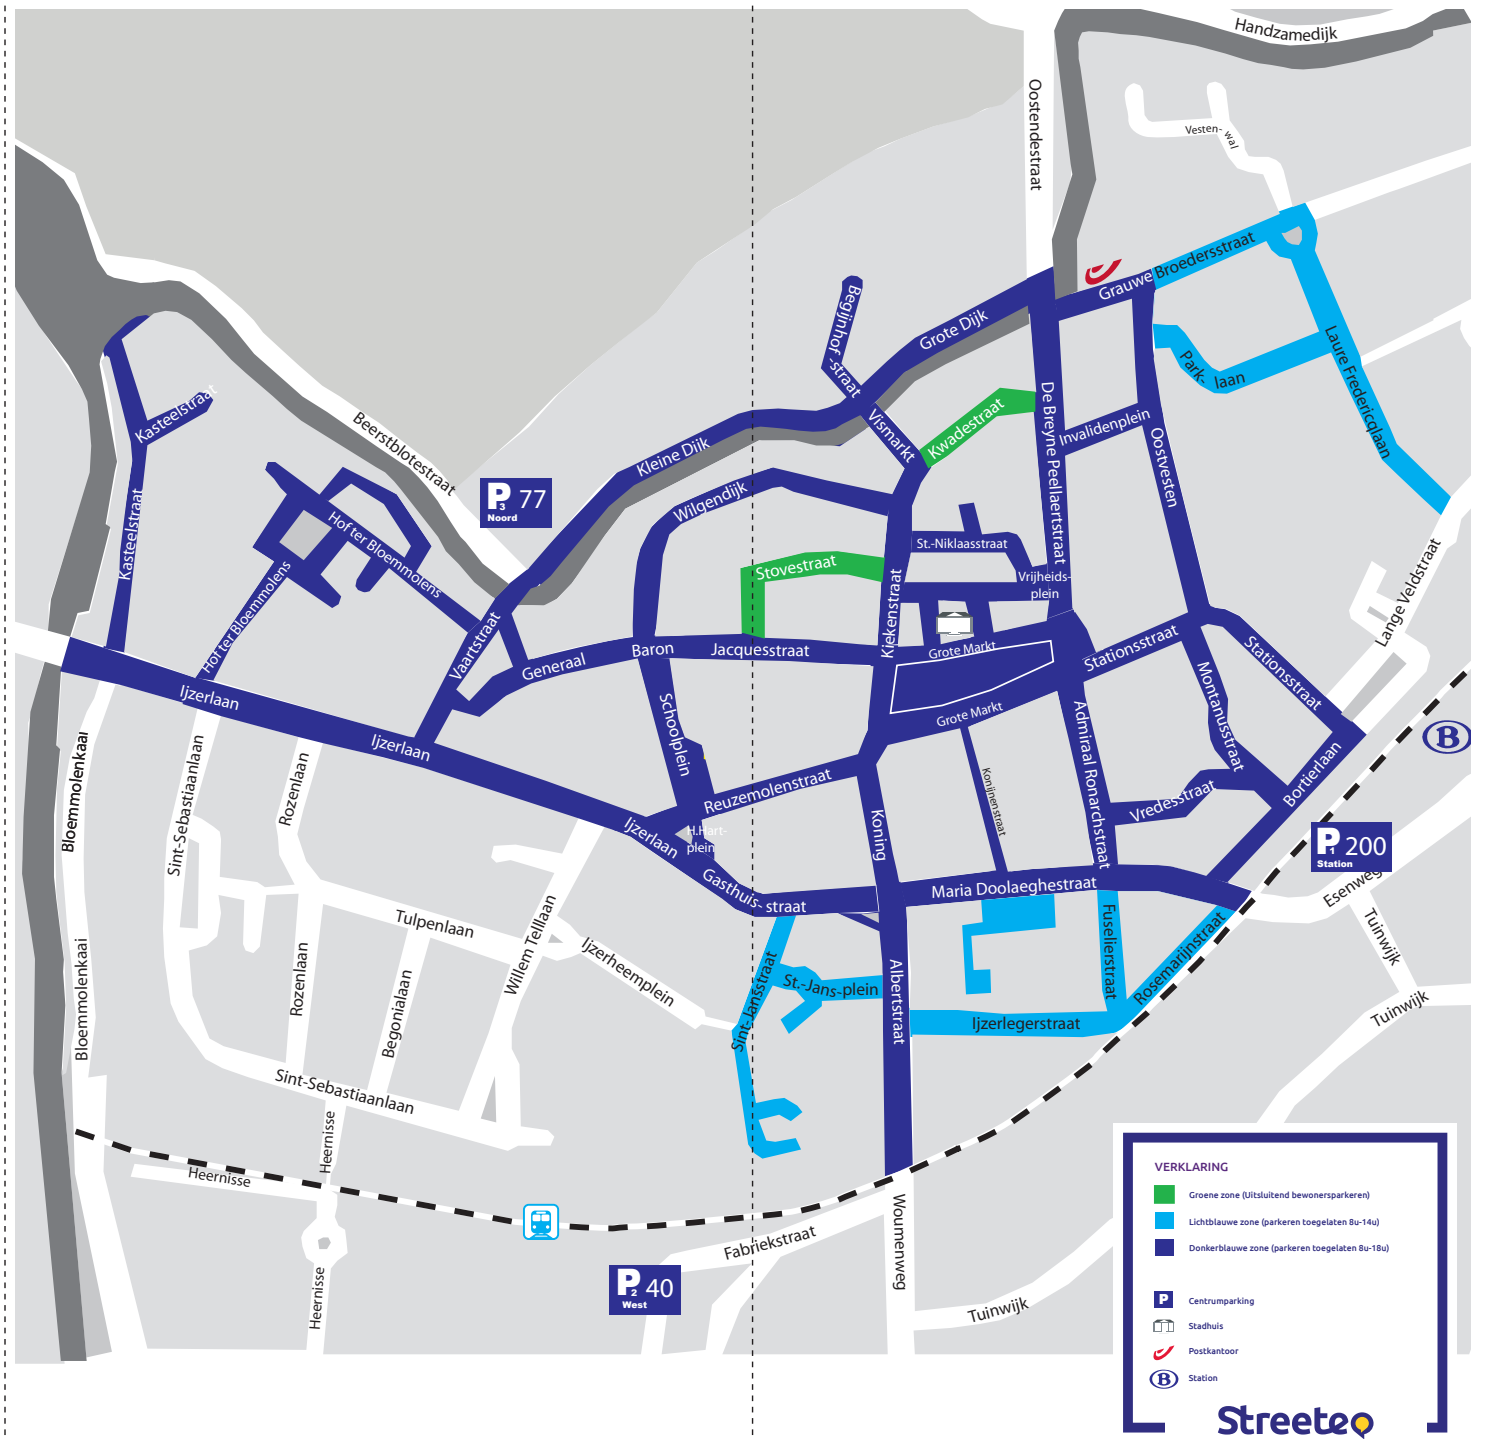 Handzamedijk
Oostendestraat
Vesten-
wal
Broedersstraat
Grauwe
Begijnhof
-straat
Grote Dijk
Laure Fredericqlaan
Park-
laan
Kasteelstraat
Beerstblotestraat
Vismarkt
Kwadestraat
De Breyne Peellaertstraat
Invalidenplein
Oostvesten
Kleine Dijk
P3 77
Noord
Wilgendijk
Kasteelstraat
Hof ter Bloemmolens
Hof ter Bloemmolens
St.-Niklaasstraat
Stovestraat
Vrijheids-
plein
Kiekenstraat
Lange Veldstraat
Vaartstraat
Generaal
Baron
Jacquesstraat
Grote Markt
Grote Markt
Stationsstraat
Stationsstraat
Montanusstraat
Ijzerlaan
Ijzerlaan
Schoolplein
Admiraal Ronarchstraat
B
Bloemmolenkaai
Sint-Sebastiaanlaan
Rozenlaan
Reuzemolenstraat
Konijnenstraat
Vredesstraat
Bortierlaan
Ijzerlaan
H.Hart-
plein
Koning
P1 200
Station
Esenweg
Gasthuis-
straat
Maria Doolaeghestraat
Tulpenlaan
Willem Telllaan
Ijzerheemplein
Fuselierstraat
Rosemarijnstraat
Tuinwijk
Bloemmolenkaai
Rozenlaan
Begonialaan
Sint-Jansstraat
St.-Jans-plein
Albertstraat
Ijzerlegerstraat
Tuinwijk
Sint-Sebastiaanlaan
Heernisse
Heernisse
Heernisse
Fabriekstraat
Woumenweg
P2 40
West
Tuinwijk
VERKLARING
Groene zone (Uitsluitend bewonersparkeren)
Lichtblauwe zone (parkeren toegelaten 8u-14u)
Donkerblauwe zone (parkeren toegelaten 8u-18u)
P Centrumparking
Stadhuis
Postkantoor
B Station
Streeteo